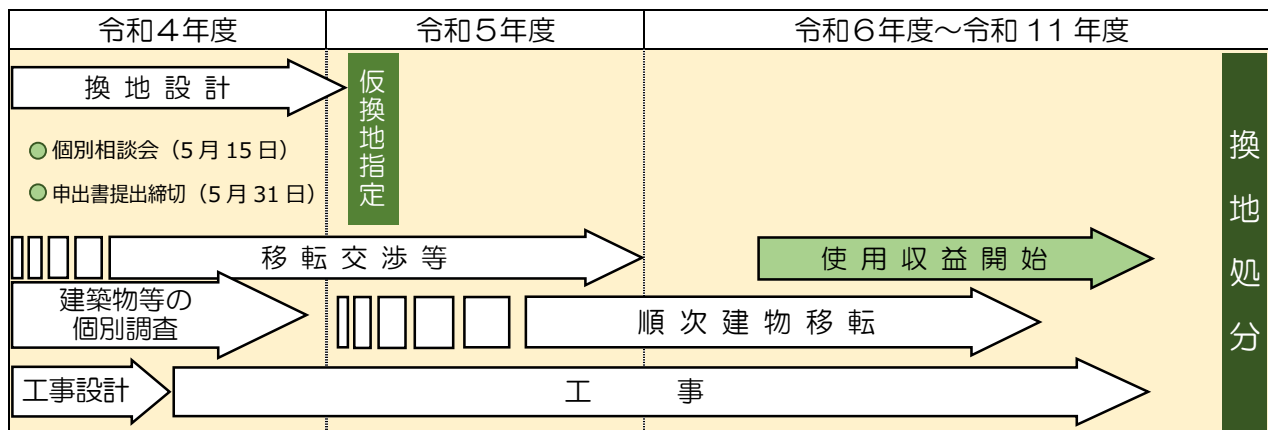 令和４年度
令和５年度
令和６年度～令和 11 年度
換地設計
仮換地指定
個別相談会（5 月 15 日）
申出書提出締切（5 月 31 日）
移転交渉等
使用収益開始
建築物等の
個別調査
順次建物移転
工事設計
工事
換地処分